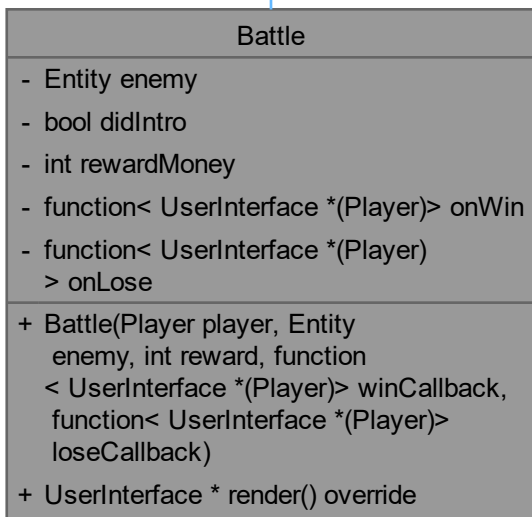 Battle
- Entity enemy
- bool didIntro
- int rewardMoney
- function< UserInterface *(Player)> onWin
- function< UserInterface *(Player)
> onLose
+ Battle(Player player, Entity
enemy, int reward, function
< UserInterface *(Player)> winCallback,
function< UserInterface *(Player)>
loseCallback)
+ UserInterface * render() override